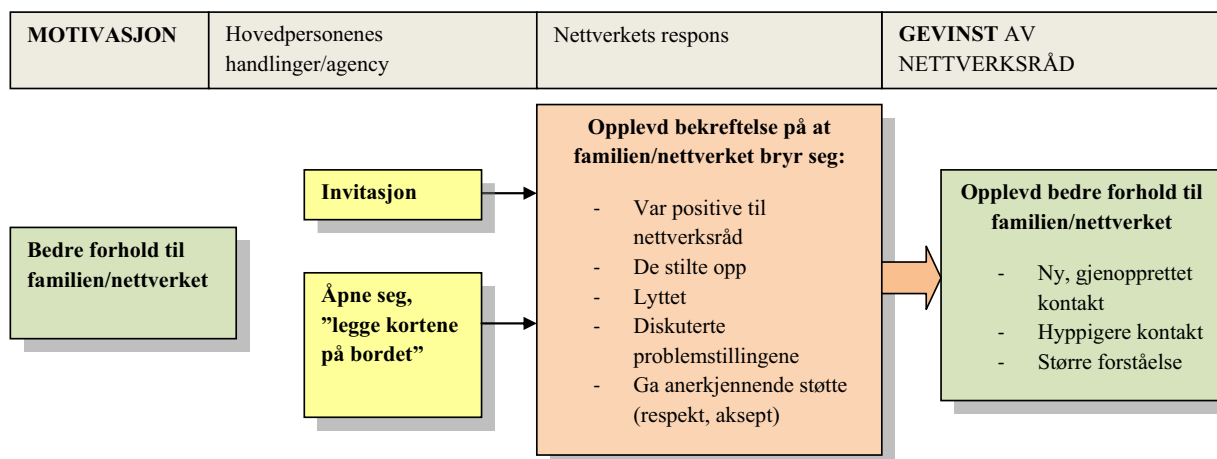 MOTIVASJON
Hovedpersonenes
handlinger/agency
Nettverkets respons
GEVINST AV
NETTVERKSRÅD
Bedre forhold til
familien/nettverket
Invitasjon
Åpne seg,
”legge kortene
på bordet”
Opplevd bekreftelse på at
familien/nettverket bryr seg:
- Var positive til
nettverksråd
- De stilte opp
- Lyttet
- Diskuterte
problemstillingene
- Ga anerkjennende støtte
(respekt, aksept)
Opplevd bedre forhold til
familien/nettverket
- Ny, gjenopprettet
kontakt
- Hyppigere kontakt
- Større forståelse